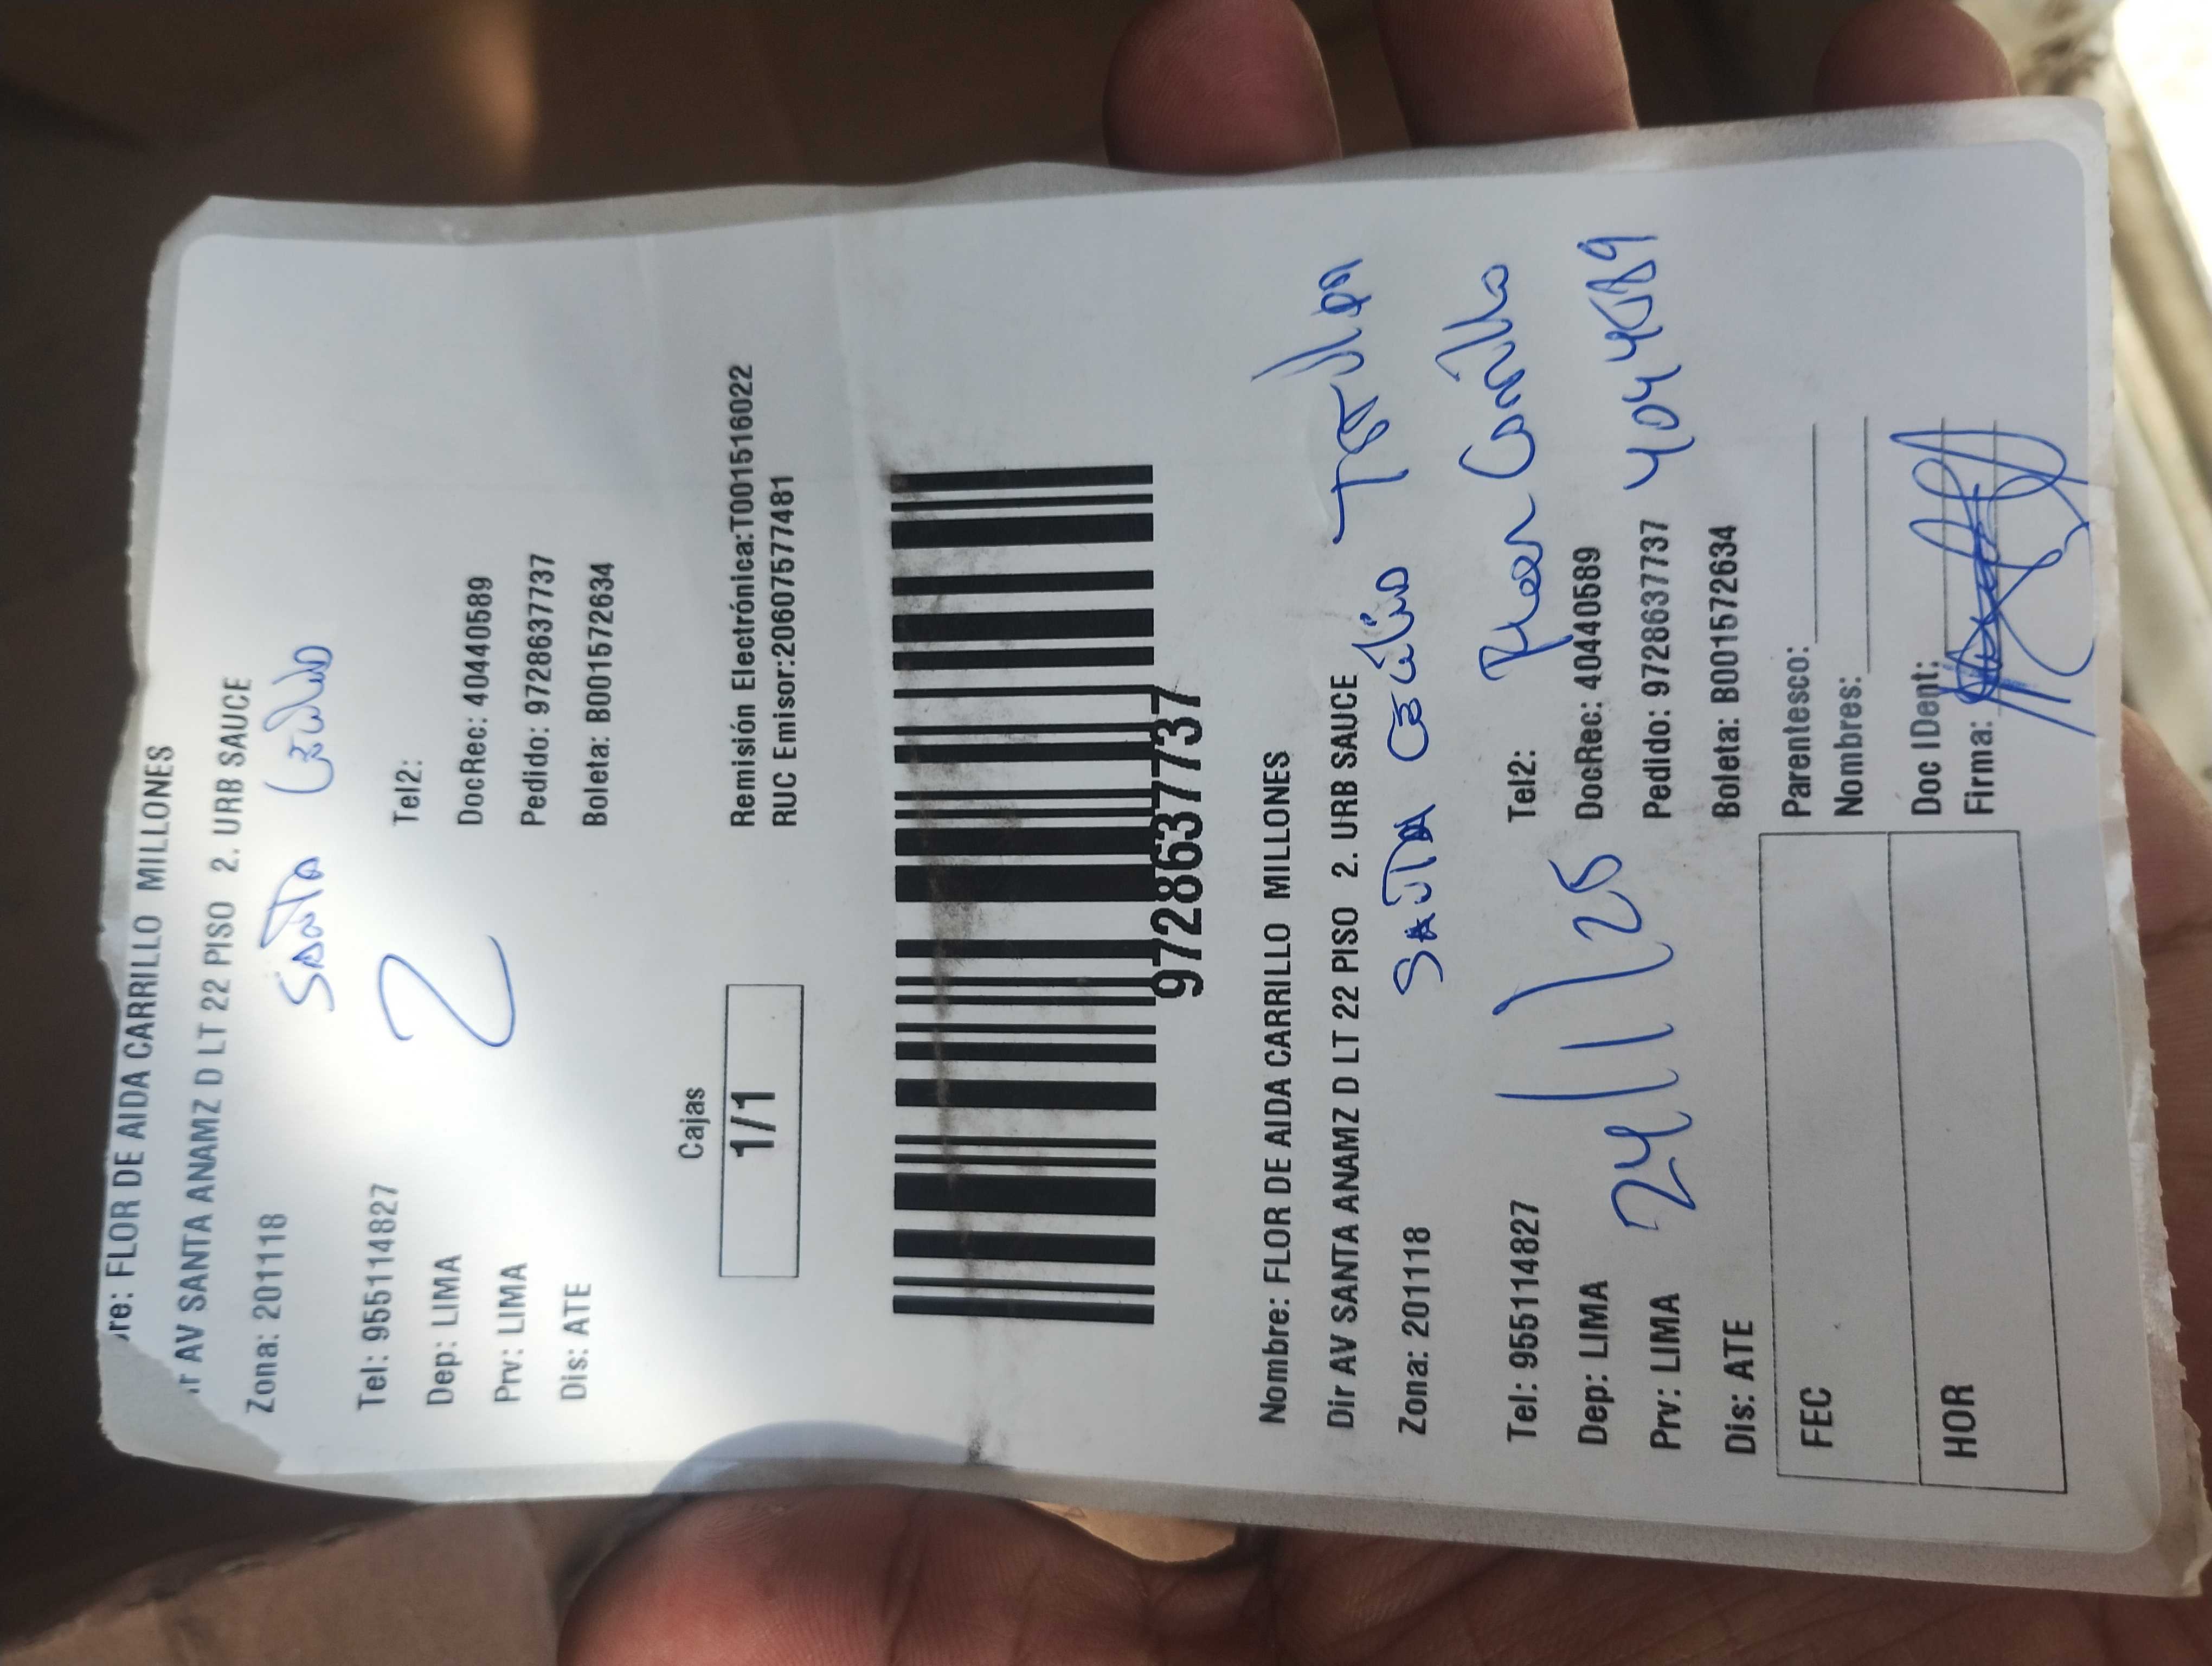 re: FLOR DE AIDA CARRILLO MILLONES
ir AV SANTA ANAMZ D LT 22 PISO 2. URB SAUCE
Zona: 201118
SANTA
Tel: 955114827 Tel2:
2
Dep: LIMA DocRec: 40440589
Prv: LIMA Pedido: 9728637737
Dis: ATE Boleta: B001572634
Cajas
1/1
Remisión Electrónica:T001516022
RUC Emisor:20607577481
9728637737
Nombre: FLOR DE AIDA CARRILLO MILLONES
Dir AV SANTA ANAMZ D LT 22 PISO 2. URB SAUCE
Zona: 201118
SANTA
Tel: 955114827 Tel2:
Carrillo
Dep: LIMA DocRec: 40440589
24/1/25
Prv: LIMA Pedido: 9728637737
Dis: ATE Boleta: B001572634
FEC
Parentesco:
Nombres:
HOR
Doc IDent:
Firma: